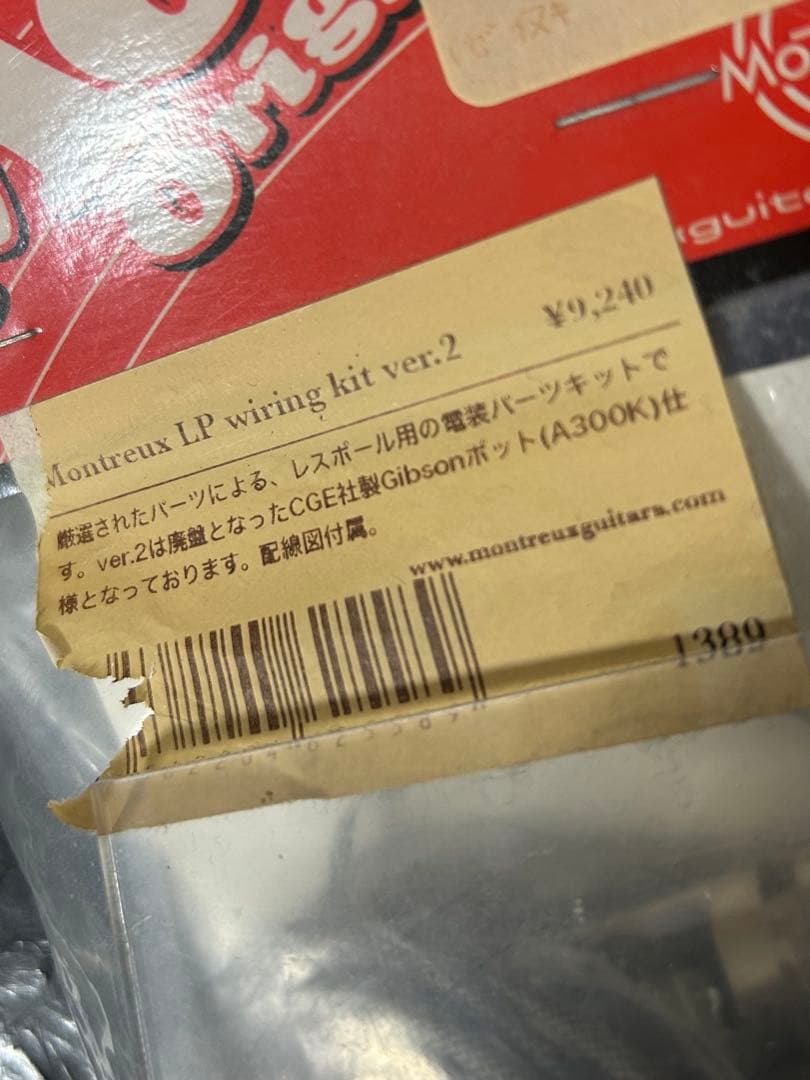 Orig
Mo
guita
Montreux LP wiring kit ver.2
¥9,240
厳選されたパーツによる、レスポール用の電装パーツキットで
す。ver.2は廃盤となったCGE社製Gibsonポット(A300K)仕
様となっております。配線図付属。
www.montreuxguitars.com
1389